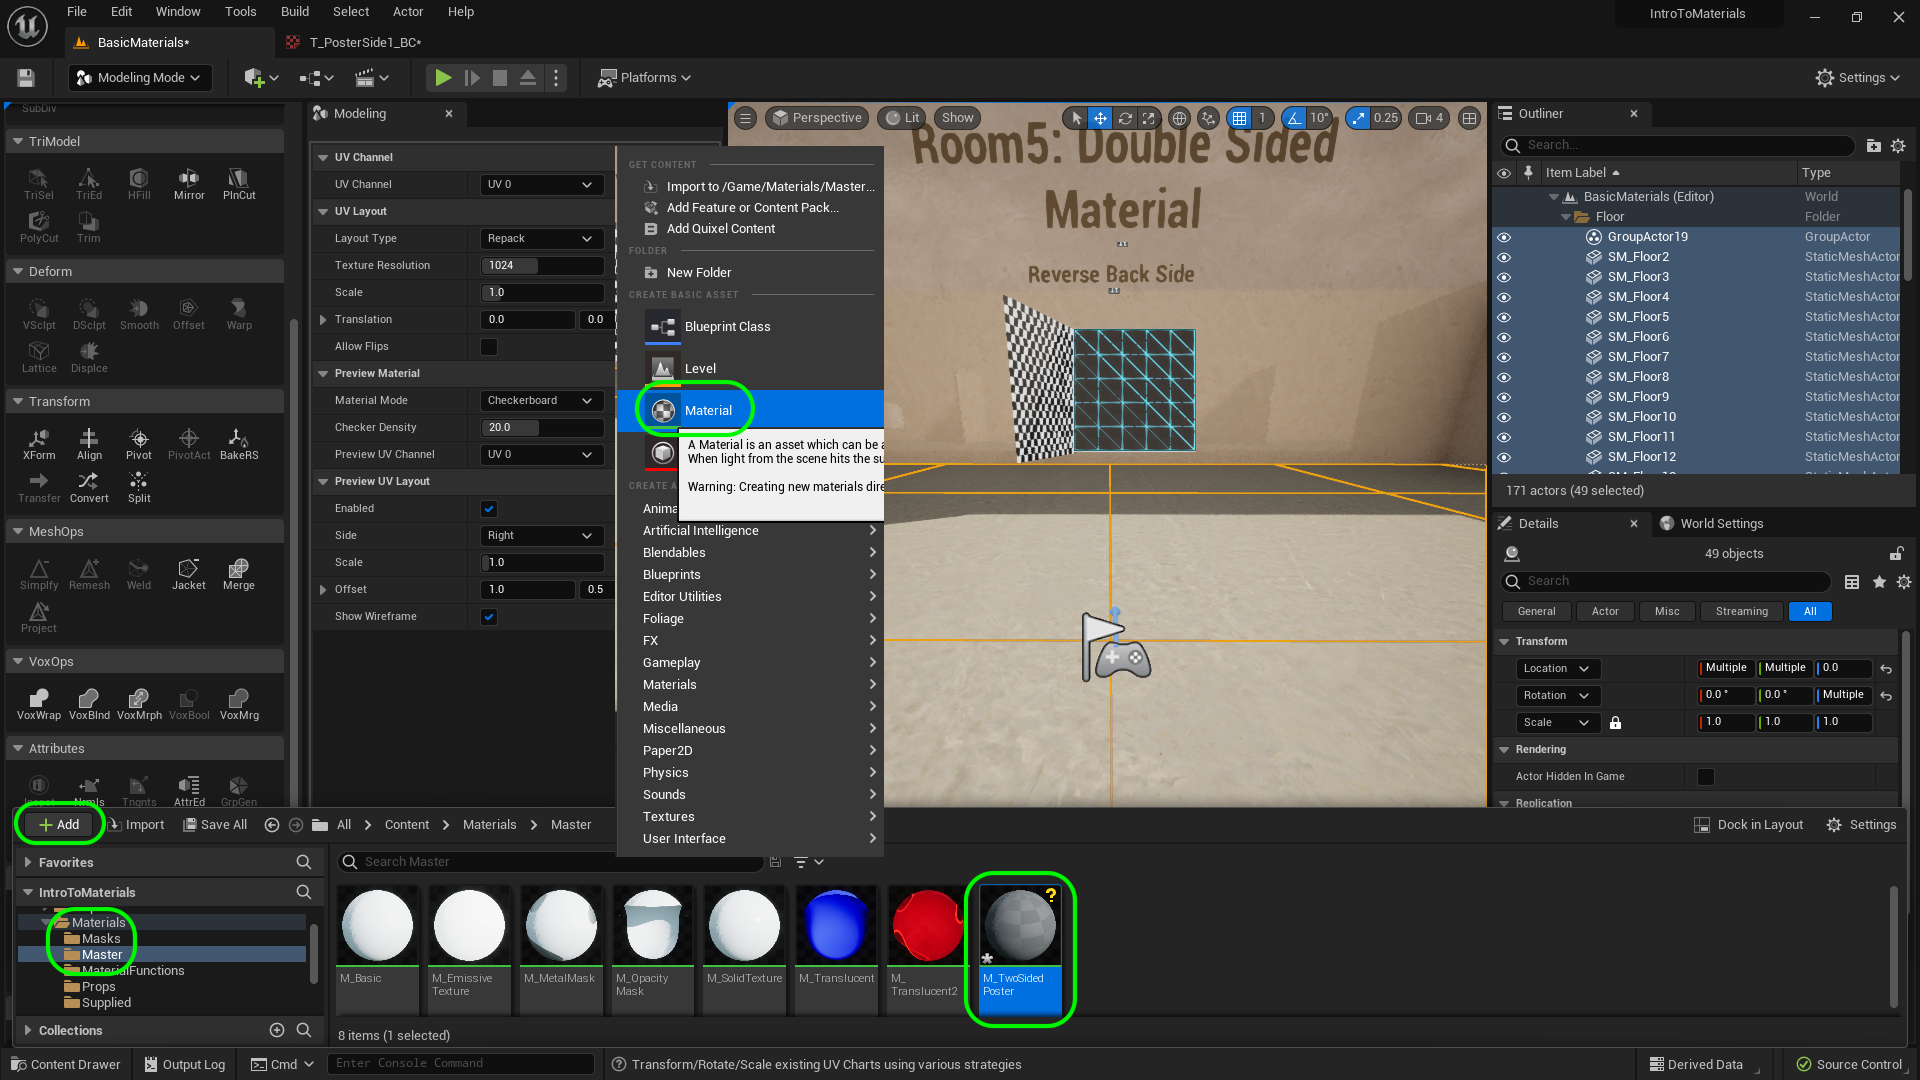 File Edit Window Tools Build Select Actor Help
IntroToMaterials
BasicMaterials*
T_PosterSide1_BC*
Modeling Mode
Platforms
Settings
SubDiv
TriModel
TriSel TriEd HFill Mirror PlnCut
PolyCut Trim
Deform
VSclpt DSclpt Smooth Offset Warp
Lattice Displce
Transform
XForm Align Pivot PivotAct BakeRS
Transfer Convert Split
MeshOps
Simplfy Remesh Weld Jacket Merge
Project
VoxOps
VoxWrap VoxBlnd VoxMrph VoxBool VoxMrg
Attributes
Inspct Nrmls Tngnts AttrEd GrpGen
Modeling
UV Channel
UV Channel UV 0
UV Layout
Layout Type Repack
Texture Resolution 1024
Scale 1.0
Translation 0.0 0.0
Allow Flips
Preview Material
Material Mode Checkerboard
Checker Density 20.0
Preview UV Channel UV 0
Preview UV Layout
Enabled
Side Right
Scale 1.0
Offset 1.0 0.5
Show Wireframe
GET CONTENT
Import to /Game/Materials/Master...
Add Feature or Content Pack...
Add Quixel Content
FOLDER
New Folder
CREATE BASIC ASSET
Blueprint Class
Level
Material
A Material is an asset which can be a
When light from the scene hits the su
Warning: Creating new materials dire
CREATE A
Anima
Artificial Intelligence
Blendables
Blueprints
Editor Utilities
Foliage
FX
Gameplay
Materials
Media
Miscellaneous
Paper2D
Physics
Sounds
Textures
User Interface
Perspective Lit Show 1 10° 0.25 4
Room5: Double Sided
Material
Reverse Back Side
Outliner
Search...
Item Label Type
BasicMaterials (Editor) World
Floor Folder
GroupActor19 GroupActor
SM_Floor2 StaticMeshActor
SM_Floor3 StaticMeshActor
SM_Floor4 StaticMeshActor
SM_Floor5 StaticMeshActor
SM_Floor6 StaticMeshActor
SM_Floor7 StaticMeshActor
SM_Floor8 StaticMeshActor
SM_Floor9 StaticMeshActor
SM_Floor10 StaticMeshActor
SM_Floor11 StaticMeshActor
SM_Floor12 StaticMeshActor
171 actors (49 selected)
Details
World Settings
49 objects
Search
General Actor Misc Streaming All
Transform
Location Multiple Multiple 0.0
Rotation 0.0 ° 0.0 ° Multiple
Scale 1.0 1.0 1.0
Rendering
Actor Hidden In Game
Replication
Add Import Save All All Content Materials Master
Dock in Layout Settings
Favorites
IntroToMaterials
Materials
Masks
Master
MaterialFunctions
Props
Supplied
Collections
Search Master
?
M_Basic
M_Emissive
Texture
M_MetalMask
M_Opacity
Mask
M_SolidTexture
M_Translucent
M_
Translucent2
M_TwoSided
Poster
8 items (1 selected)
Content Drawer Output Log Cmd Enter Console Command
Transform/Rotate/Scale existing UV Charts using various strategies
Derived Data Source Control